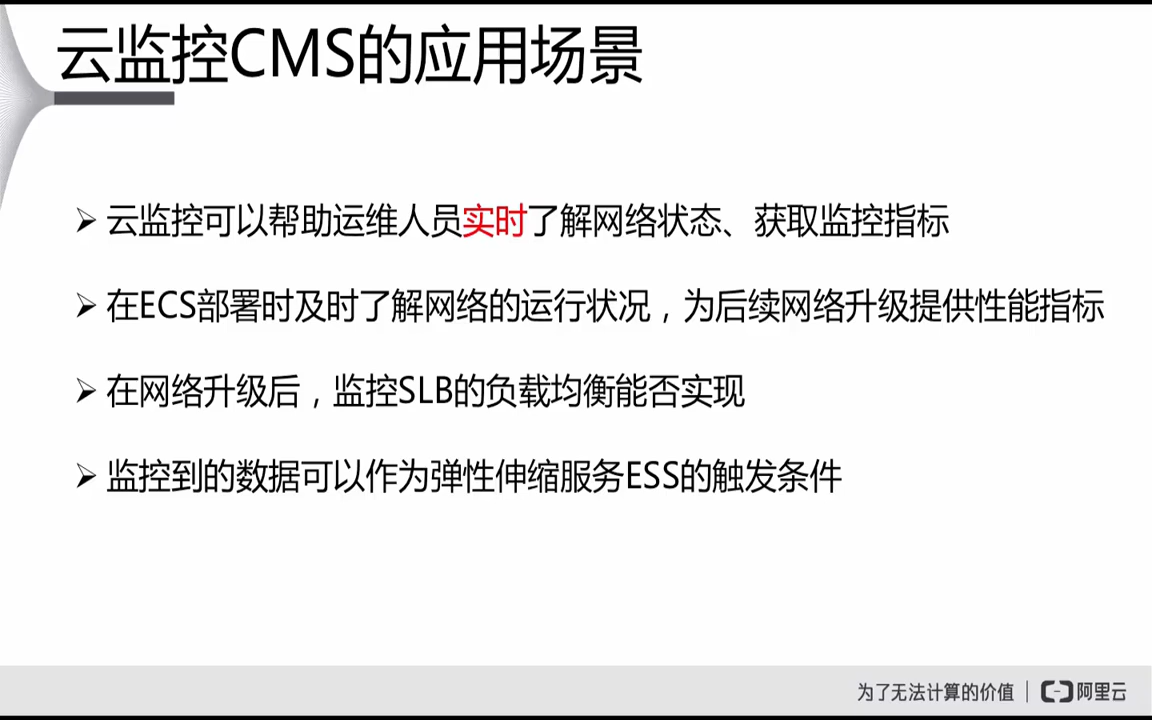 云监控CMS的应用场景
云监控可以帮助运维人员实时了解网络状态、获取监控指标
在ECS部署时及时了解网络的运行状况，为后续网络升级提供性能指标
在网络升级后，监控SLB的负载均衡能否实现
监控到的数据可以作为弹性伸缩服务ESS的触发条件
为了无法计算的价值 | 阿里云